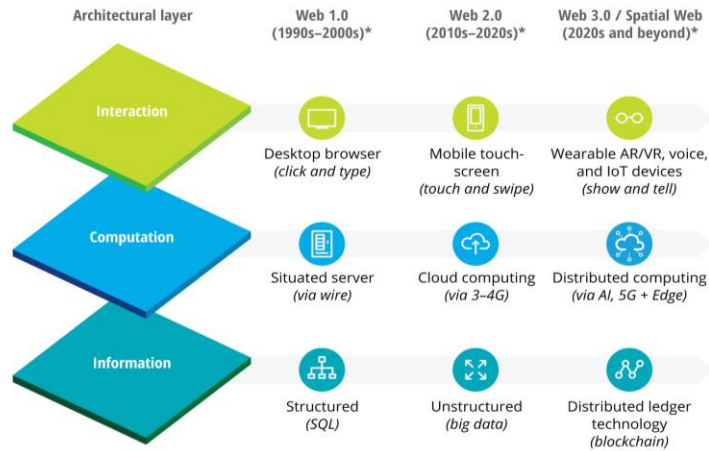 Architectural layer
Web 1.0
(1990s–2000s)*
Web 2.0
(2010s–2020s)*
Web 3.0 / Spatial Web
(2020s and beyond)*
Interaction
Desktop browser
(click and type)
Mobile touch-
screen
(touch and swipe)
Wearable AR/VR, voice,
and IoT devices
(show and tell)
Computation
Situated server
(via wire)
Cloud computing
(via 3–4G)
Distributed computing
(via AI, 5G + Edge)
Information
Structured
(SQL)
Unstructured
(big data)
Distributed ledger
technology
(blockchain)